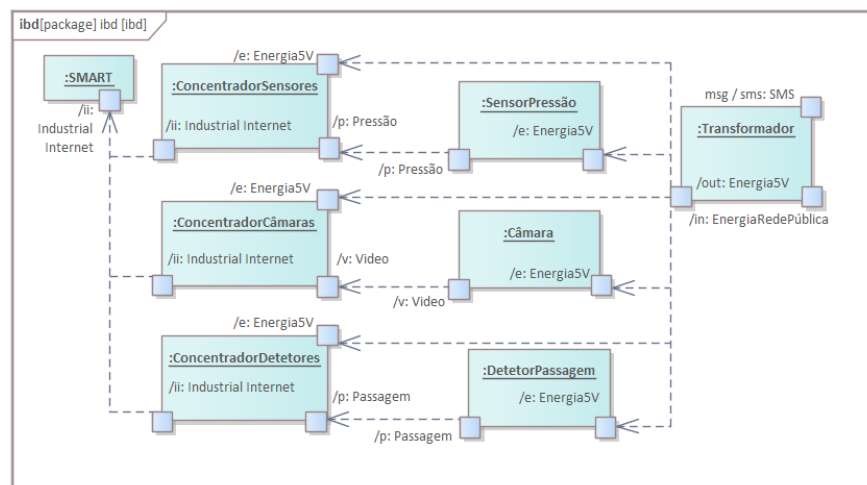 ibd[package] ibd [ibd]
:SMART
/ii:
Industrial
Internet
/e: Energia5V
:ConcentradorSensores
/ii: Industrial Internet
/p: Pressão
:SensorPressão
/e: Energia5V
/p: Pressão
msg / sms: SMS
:Transformador
/out: Energia5V
/in: EnergiaRedePública
/e: Energia5V
:ConcentradorCâmaras
/ii: Industrial Internet
/v: Video
:Câmara
/e: Energia5V
/v: Video
/e: Energia5V
:ConcentradorDetetores
/ii: Industrial Internet
/p: Passagem
:DetetorPassagem
/e: Energia5V
/p: Passagem